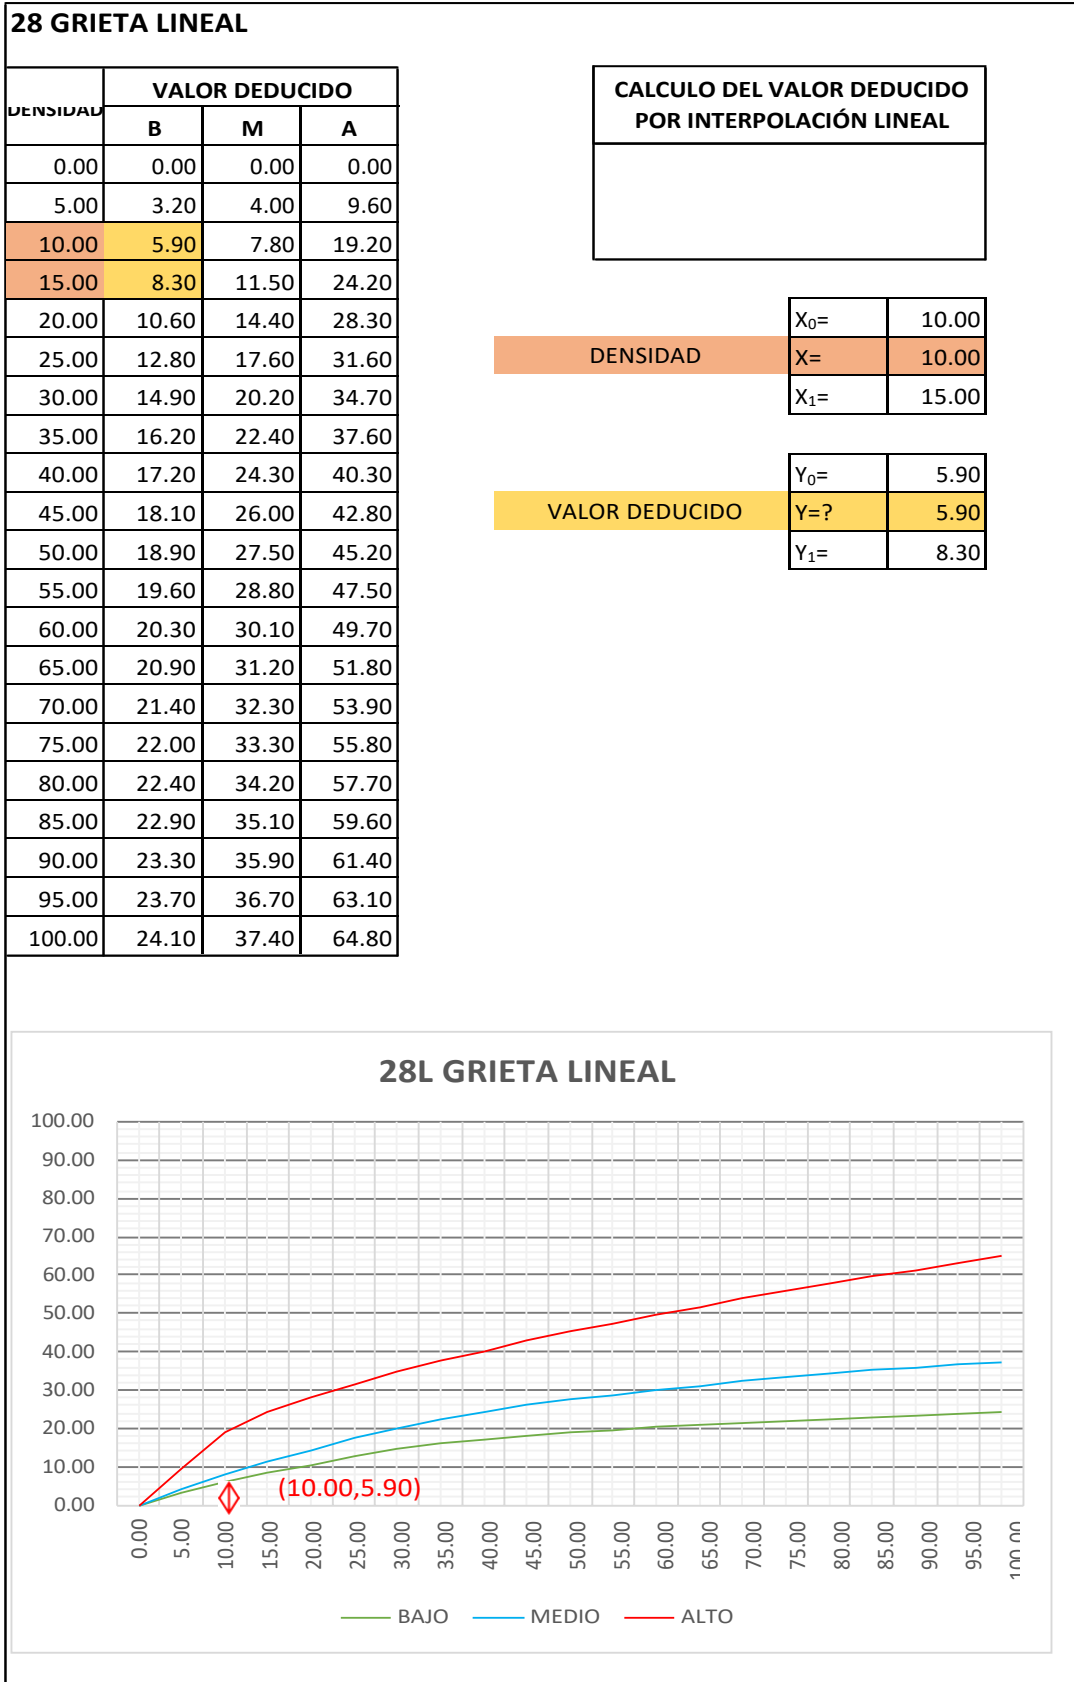 28 GRIETA LINEAL
DENSIDAD VALOR DEDUCIDO
B M A
0.00 0.00 0.00 0.00
5.00 3.20 4.00 9.60
10.00 5.90 7.80 19.20
15.00 8.30 11.50 24.20
20.00 10.60 14.40 28.30
25.00 12.80 17.60 31.60
30.00 14.90 20.20 34.70
35.00 16.20 22.40 37.60
40.00 17.20 24.30 40.30
45.00 18.10 26.00 42.80
50.00 18.90 27.50 45.20
55.00 19.60 28.80 47.50
60.00 20.30 30.10 49.70
65.00 20.90 31.20 51.80
70.00 21.40 32.30 53.90
75.00 22.00 33.30 55.80
80.00 22.40 34.20 57.70
85.00 22.90 35.10 59.60
90.00 23.30 35.90 61.40
95.00 23.70 36.70 63.10
100.00 24.10 37.40 64.80
CALCULO DEL VALOR DEDUCIDO
POR INTERPOLACIÓN LINEAL
X₀= 10.00
DENSIDAD X= 10.00
X₁= 15.00
Y₀= 5.90
VALOR DEDUCIDO Y=? 5.90
Y₁= 8.30
28L GRIETA LINEAL
100.00
90.00
80.00
70.00
60.00
50.00
40.00
30.00
20.00
10.00
0.00
(10.00,5.90)
0.00 5.00 10.00 15.00 20.00 25.00 30.00 35.00 40.00 45.00 50.00 55.00 60.00 65.00 70.00 75.00 80.00 85.00 90.00 95.00 100.00
BAJO MEDIO ALTO